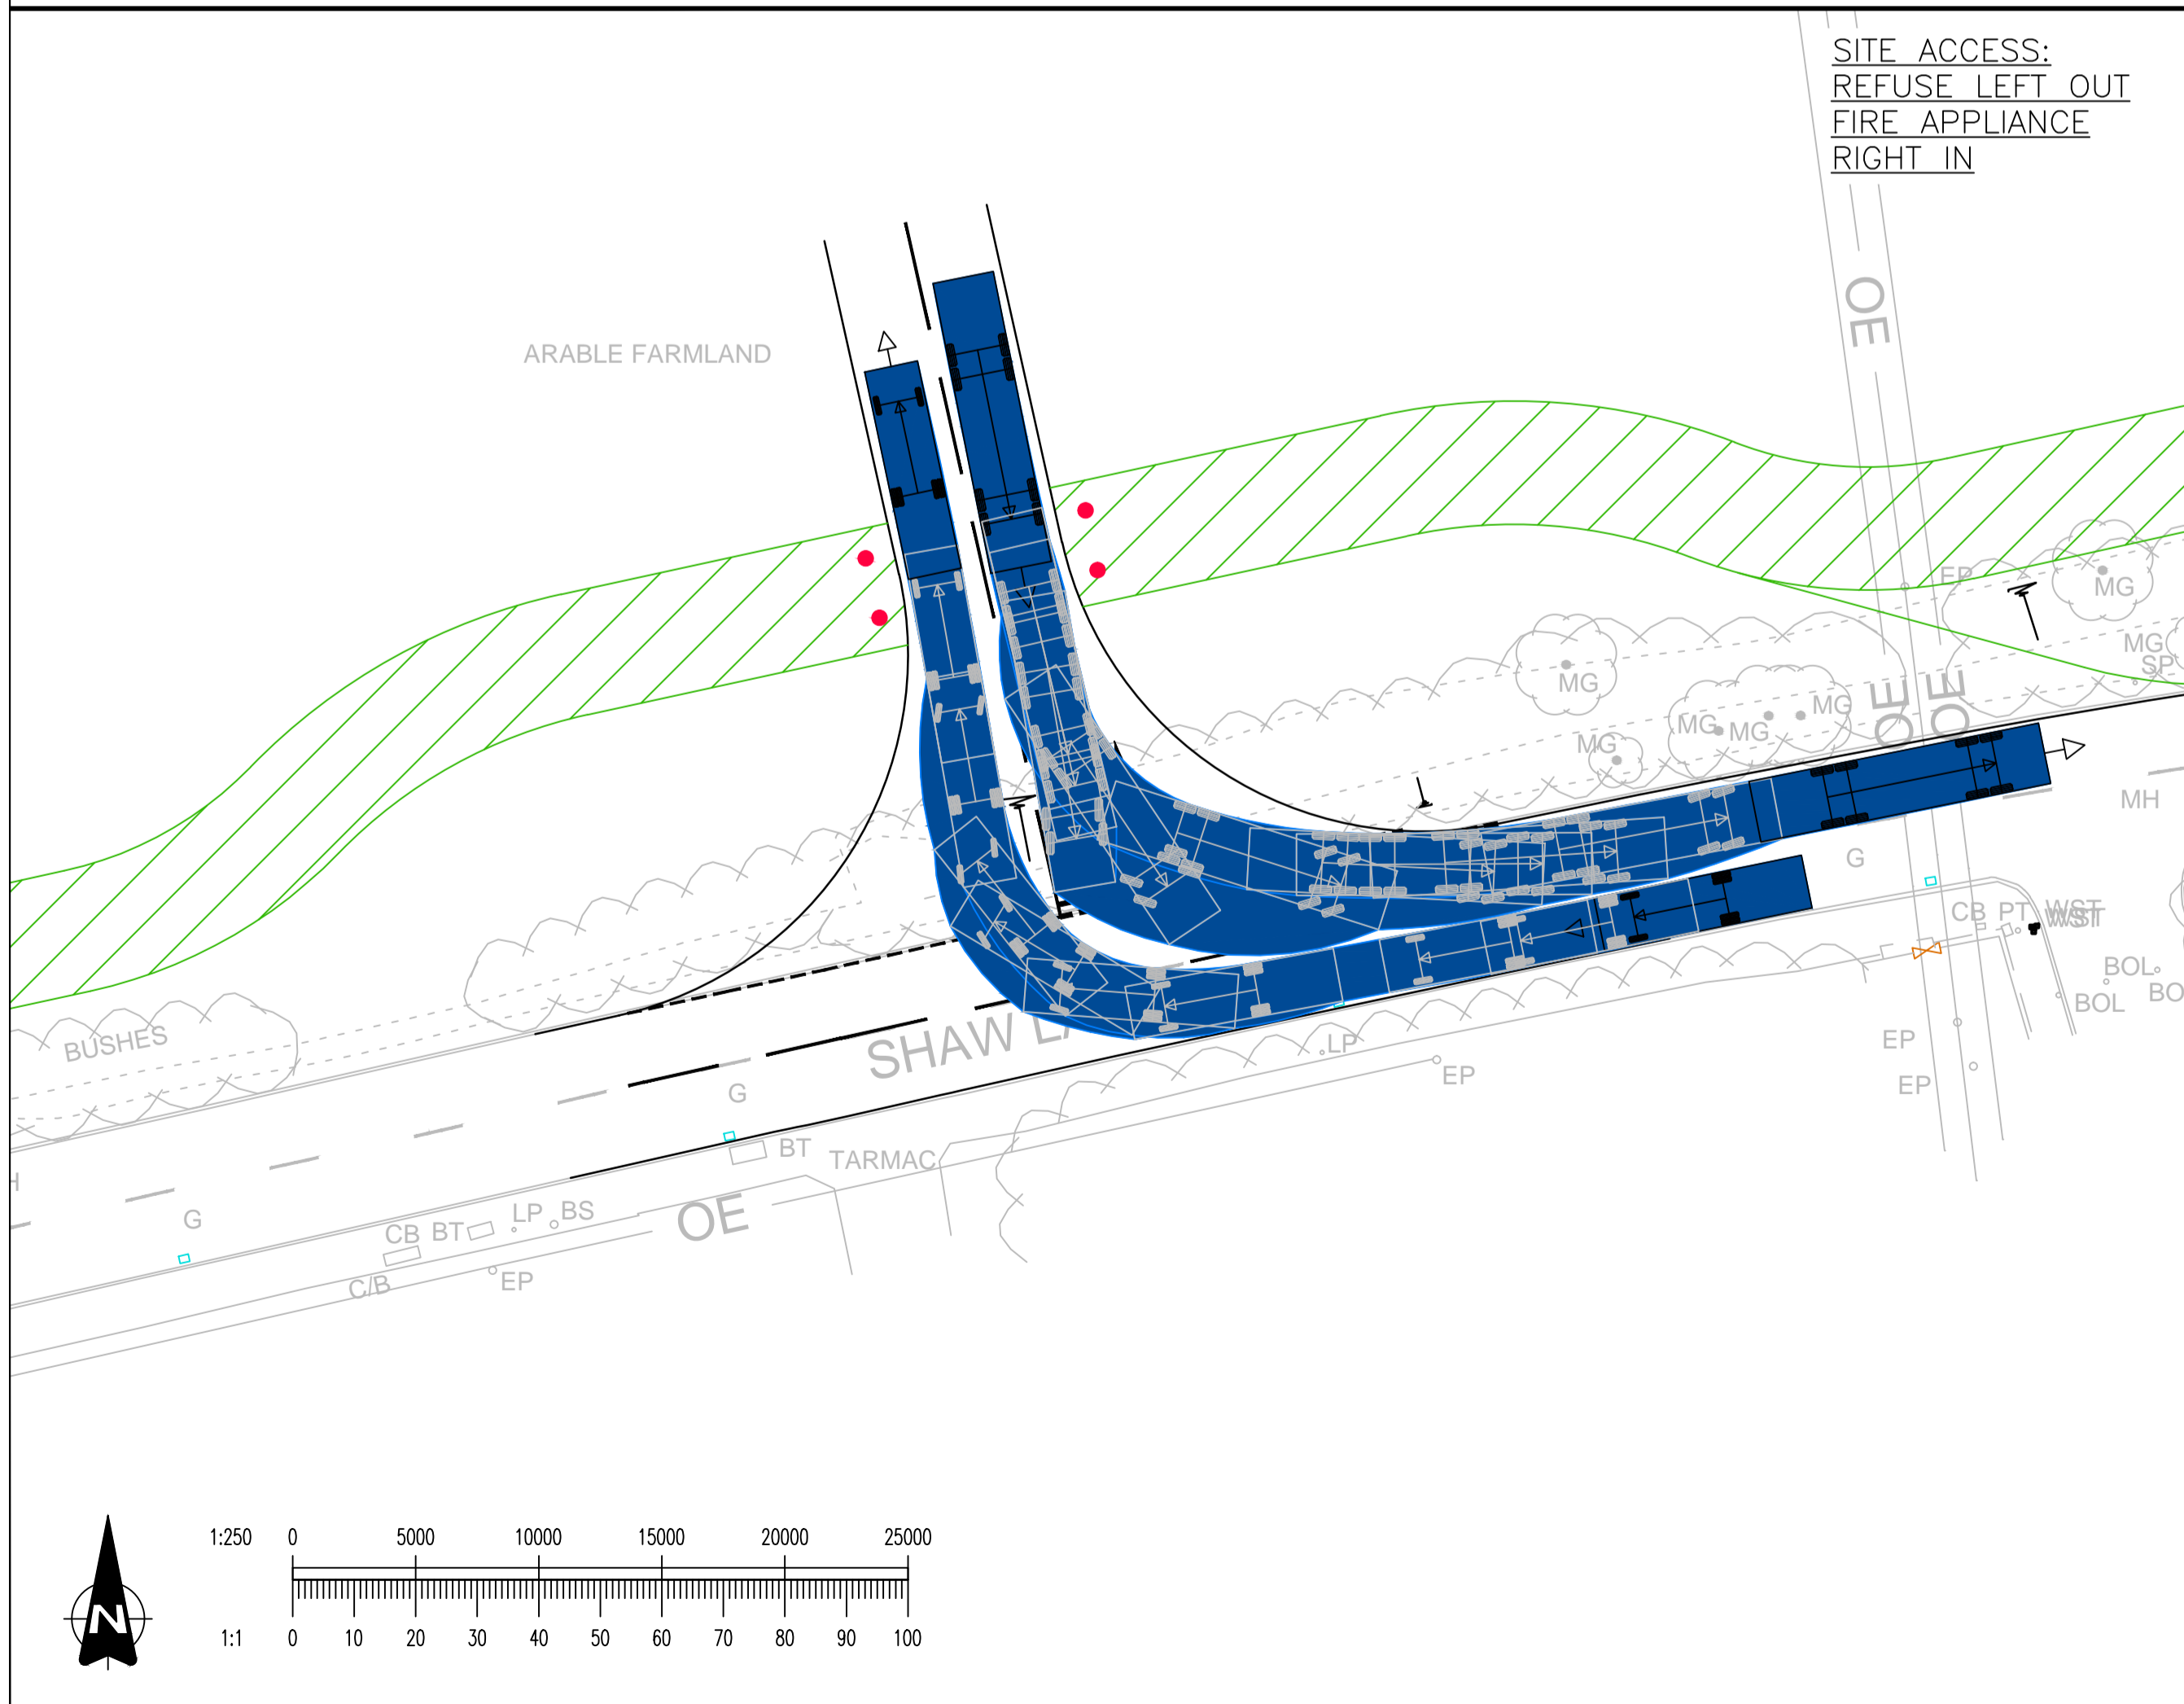 SITE ACCESS:
REFUSE LEFT OUT
FIRE APPLIANCE
RIGHT IN
OE
ARABLE FARMLAND
EP
MG
MG
SP
MG
MG
MG
MG
MG
OE
OE
MH
G
CB PT WST
WST
BOL
BOL
BO
BUSHES
SHAW LA
LP
EP
EP
EP
G
BT
TARMAC
H
G
LP
BS
CB
BT
OE
C/B
EP
N
1:250 0 5000 10000 15000 20000 25000
1:1 0 10 20 30 40 50 60 70 80 90 100